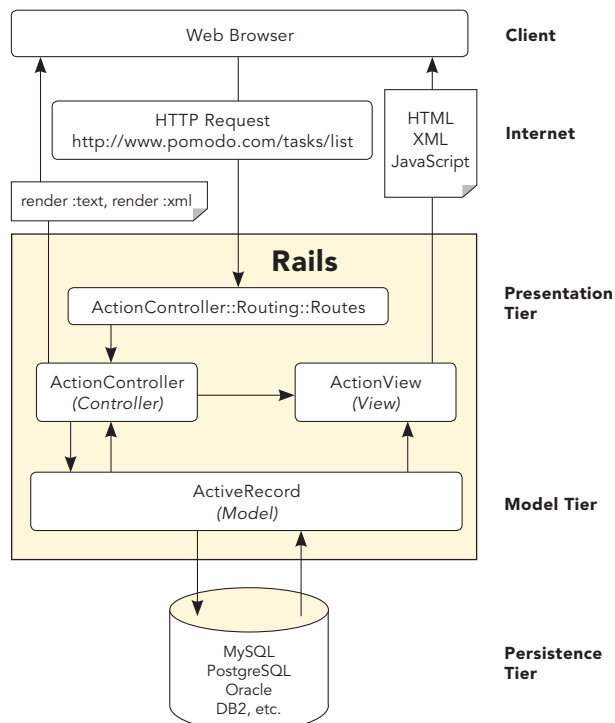 Web Browser
Client
HTTP Request
http://www.pomodo.com/tasks/list
HTML
XML
JavaScript
Internet
render :text, render :xml
Rails
ActionController::Routing::Routes
Presentation
Tier
ActionController
(Controller)
ActionView
(View)
ActiveRecord
(Model)
Model Tier
MySQL
PostgreSQL
Oracle
DB2, etc.
Persistence
Tier